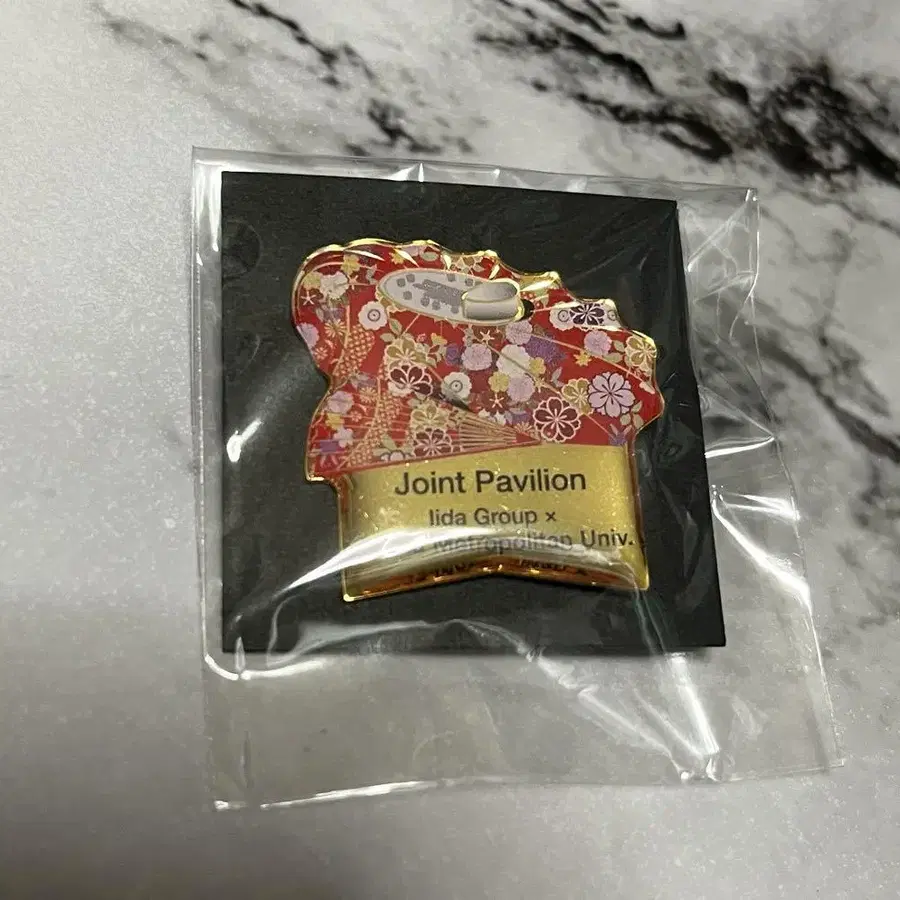 Joint Pavilion
Iida Group ×
Metropolitan Univ.